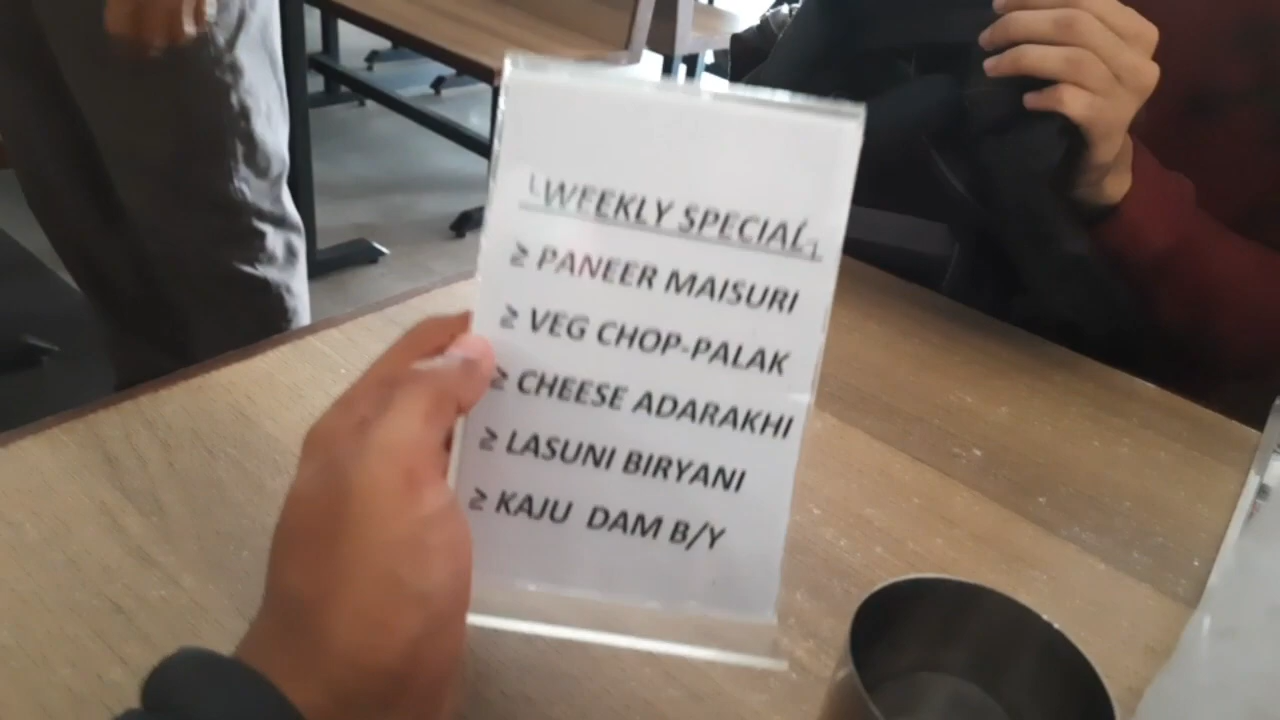 WEEKLY SPECIAL
≥ PANEER MAISURI
≥ VEG CHOP-PALAK
≥ CHEESE ADARAKHI
≥ LASUNI BIRYANI
≥ KAJU DAM B/Y